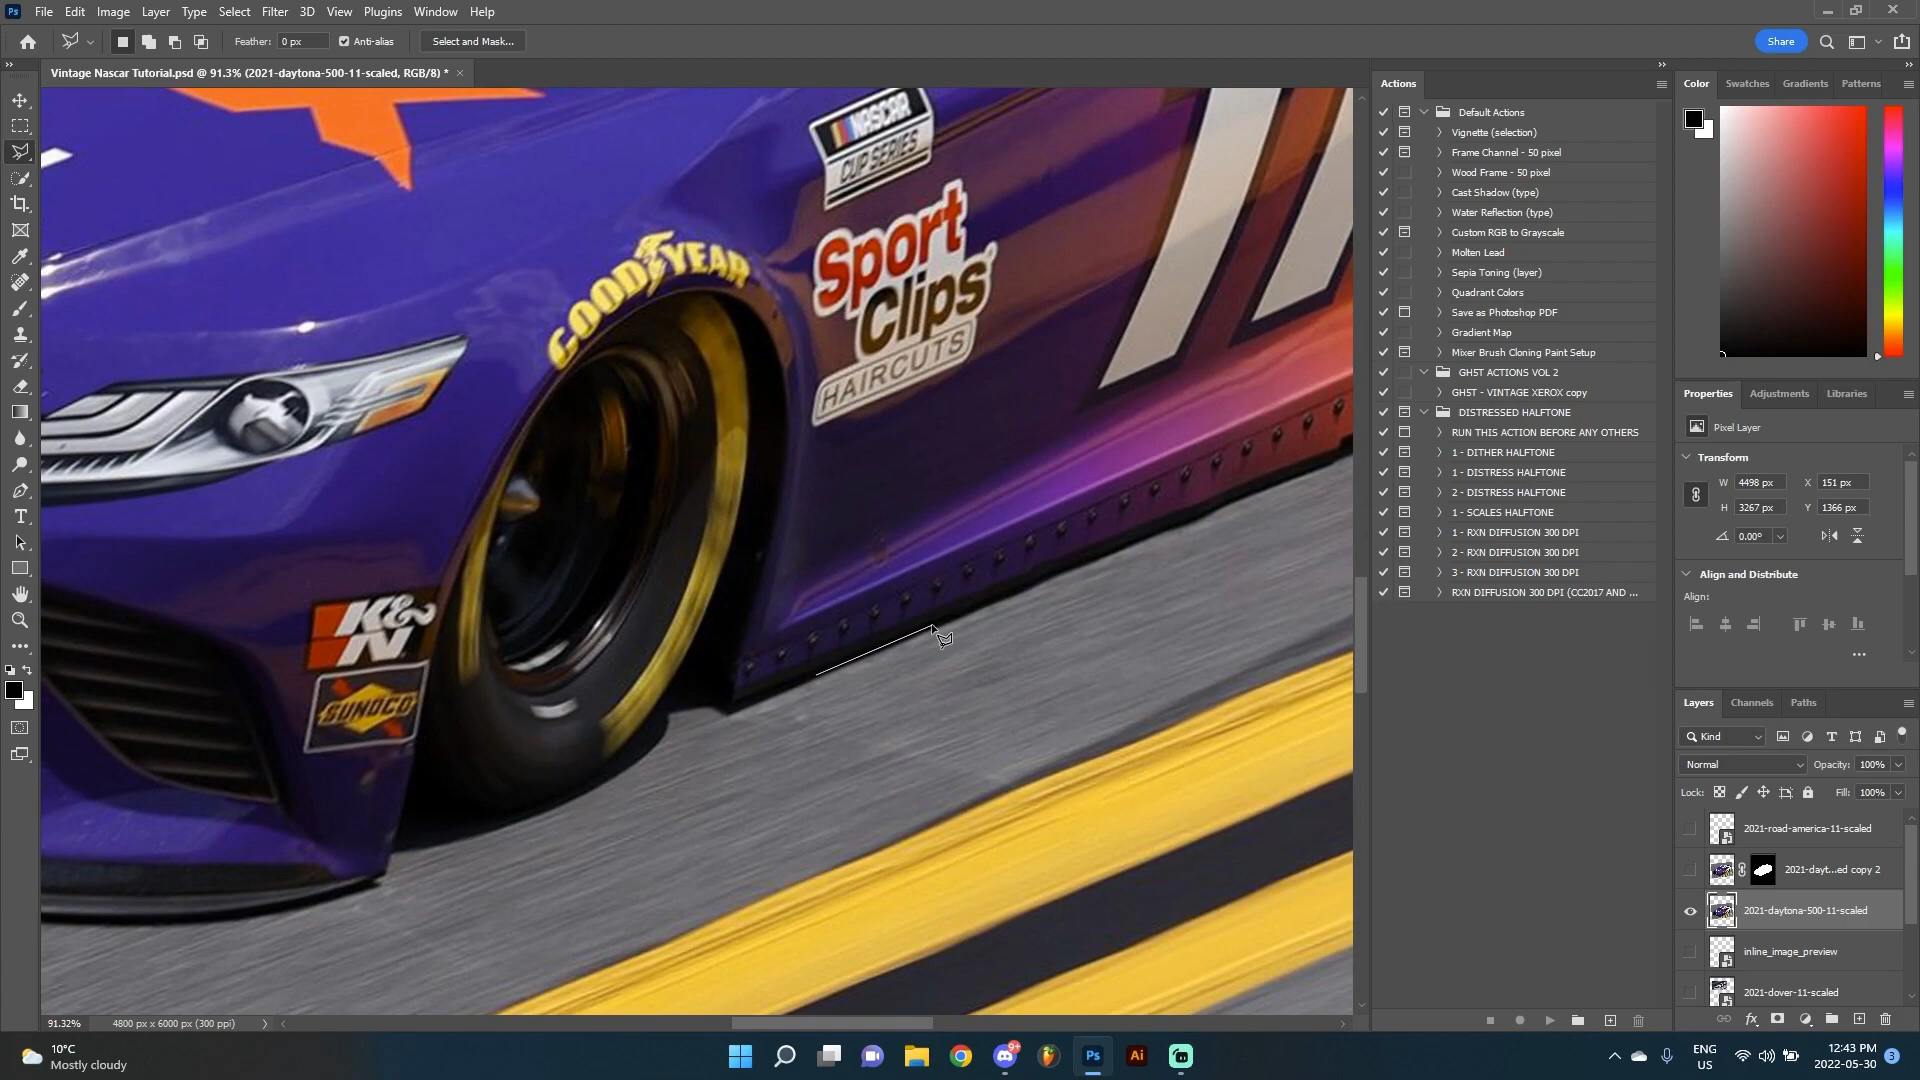 Ps File Edit Image Layer Type Select Filter 3D View Plugins Window Help
Feather: 0 px Anti-alias Select and Mask... Share
Vintage Nascar Tutorial.psd @ 91.3% (2021-daytona-500-11-scaled, RGB/8) * ×
NASCAR
CUP SERIES
Sport
Clips
HAIRCUTS
GOODYEAR
K&N
SUNOCO
91.32% 4800 px x 6000 px (300 ppi)
Actions
Default Actions
Vignette (selection)
Frame Channel - 50 pixel
Wood Frame - 50 pixel
Cast Shadow (type)
Water Reflection (type)
Custom RGB to Grayscale
Molten Lead
Sepia Toning (layer)
Quadrant Colors
Save as Photoshop PDF
Gradient Map
Mixer Brush Cloning Paint Setup
GH5T ACTIONS VOL 2
GH5T - VINTAGE XEROX copy
DISTRESSED HALFTONE
RUN THIS ACTION BEFORE ANY OTHERS
1 - DITHER HALFTONE
1 - DISTRESS HALFTONE
2 - DISTRESS HALFTONE
1 - SCALES HALFTONE
1 - RXN DIFFUSION 300 DPI
2 - RXN DIFFUSION 300 DPI
3 - RXN DIFFUSION 300 DPI
RXN DIFFUSION 300 DPI (CC2017 AND ...
Color Swatches Gradients Patterns
Properties Adjustments Libraries
Pixel Layer
Transform
W 4498 px X 151 px
H 3267 px Y 1366 px
0.00°
Align and Distribute
Align:
...
Layers Channels Paths
Kind
Normal Opacity: 100%
Lock: Fill: 100%
2021-road-america-11-scaled
2021-dayt...ed copy 2
2021-daytona-500-11-scaled
inline_image_preview
2021-dover-11-scaled
10°C
Mostly cloudy
9+
Ps
Ai
ENG
US
12:43 PM
2022-05-30
3